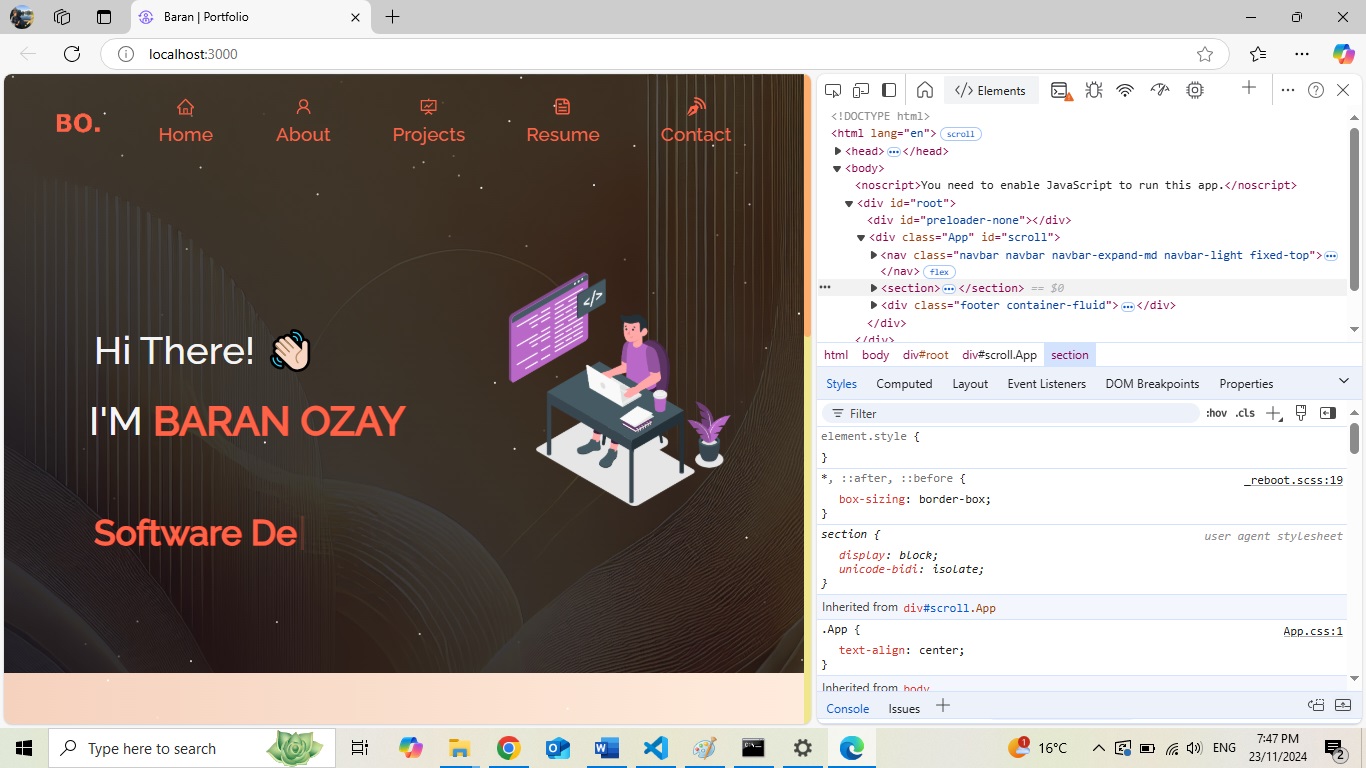 Baran | Portfolio
localhost:3000
BO.
Home
About
Projects
Resume
Contact
</>
Hi There! 👋🏻
I'M BARAN OZAY
Software De
</> Elements
<!DOCTYPE html>
<html lang="en"> scroll
<head> ••• </head>
<body>
<noscript>You need to enable JavaScript to run this app.</noscript>
<div id="root">
<div id="preloader-none"></div>
<div class="App" id="scroll">
<nav class="navbar navbar navbar-expand-md navbar-light fixed-top"> •••
</nav> flex
••• <section> ••• </section> == $0
<div class="footer container-fluid"> ••• </div>
</div>
</div>
html body div#root div#scroll.App section
Styles Computed Layout Event Listeners DOM Breakpoints Properties
Filter :hov .cls
element.style {
}
*, ::after, ::before { _reboot.scss:19
box-sizing: border-box;
}
section { user agent stylesheet
display: block;
unicode-bidi: isolate;
}
Inherited from div#scroll.App
.App { App.css:1
text-align: center;
}
Inherited from body
Console Issues
Type here to search
1
16°C
ENG
7:47 PM
23/11/2024
2